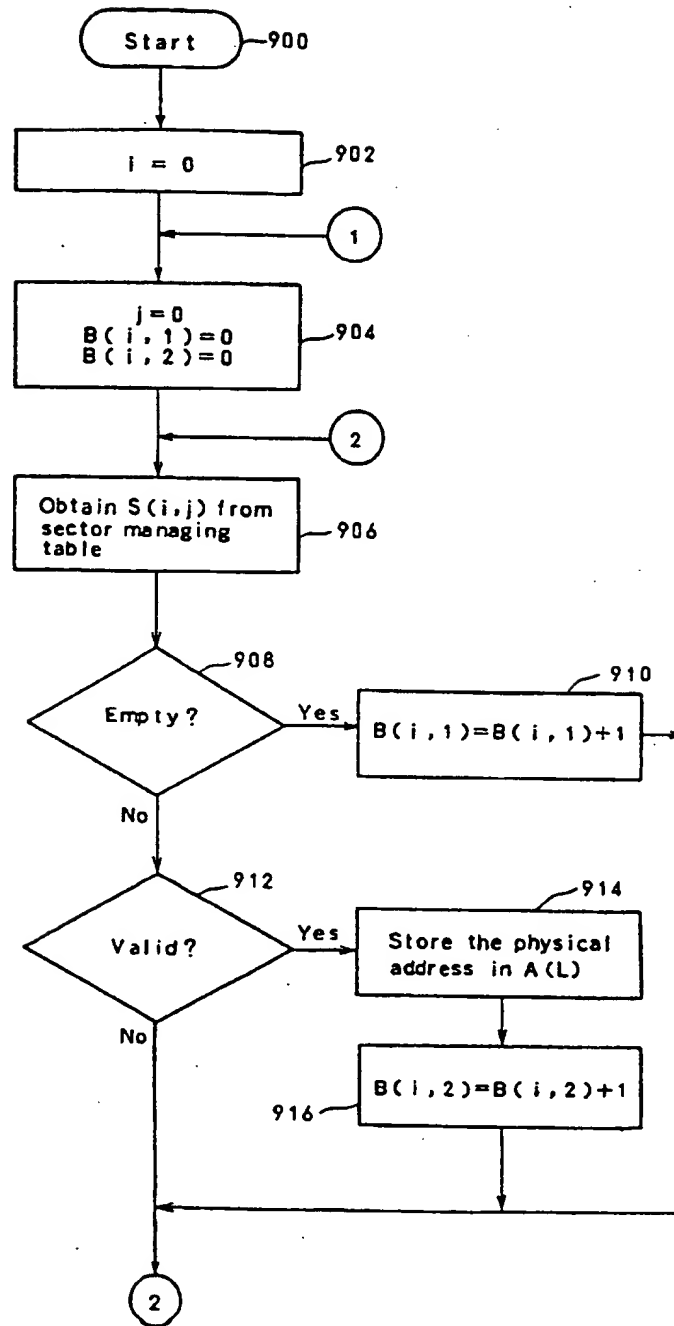 Start
900
i = 0
902
1
j=0
B(i,1)=0
B(i,2)=0
904
2
Obtain S(i,j) from
sector managing
table
906
908
Empty?
Yes
910
B(i,1)=B(i,1)+1
No
912
Valid?
Yes
914
Store the physical
address in A(L)
No
B(i,2)=B(i,2)+1
916
2